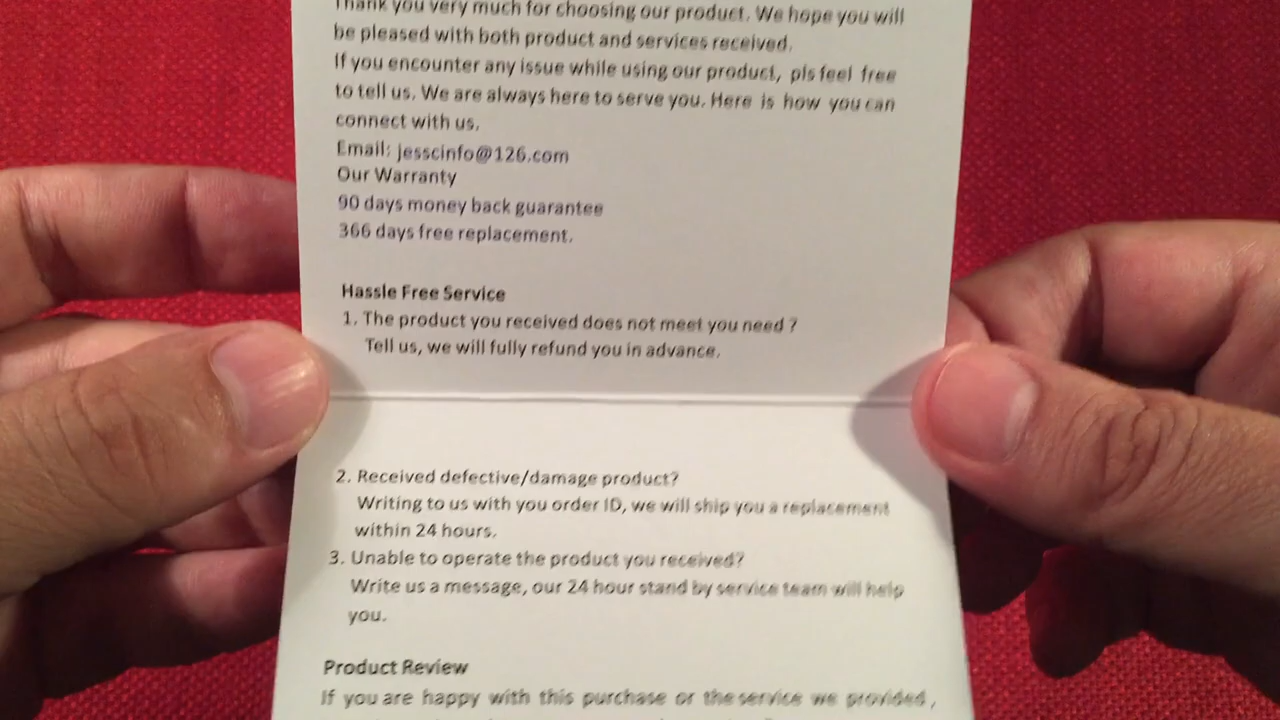 Thank you very much for choosing our product. We hope you will
be pleased with both product and services received.
If you encounter any issue while using our product, pls feel free
to tell us. We are always here to serve you. Here is how you can
connect with us.
Email: jesscinfo@126.com
Our Warranty
90 days money back guarantee
366 days free replacement.
Hassle Free Service
1. The product you received does not meet you need ?
Tell us, we will fully refund you in advance.
2. Received defective/damage product?
Writing to us with you order ID, we will ship you a replacement
within 24 hours.
3. Unable to operate the product you received?
Write us a message, our 24 hour stand by service team will help
you.
Product Review
If you are happy with this purchase or the service we provided,